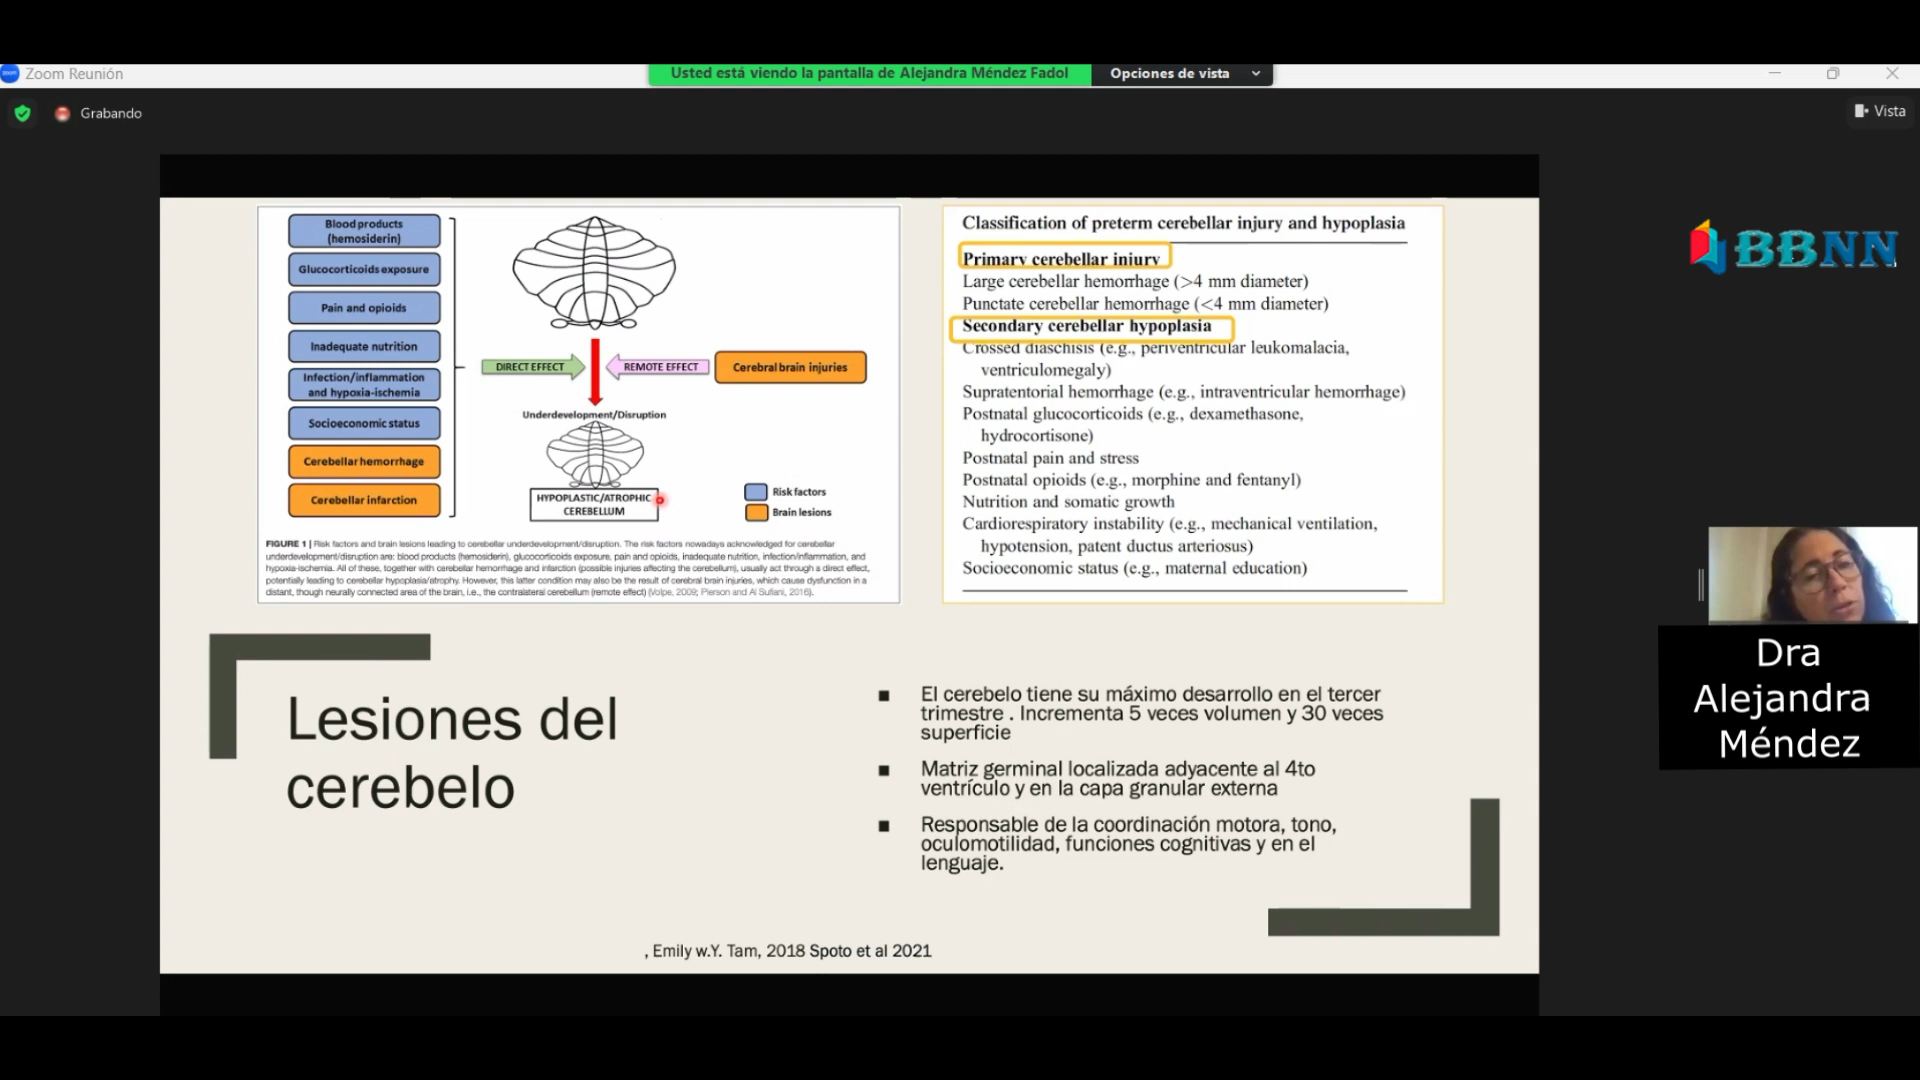 Zoom Reunión
Usted está viendo la pantalla de Alejandra Méndez Fadol
Opciones de vista
Grabando
Vista
Blood products
(hemosiderin)
Glucocorticoids exposure
Pain and opioids
Inadequate nutrition
Infection/inflammation
and hypoxia-ischemia
Socioeconomic status
Cerebellar hemorrhage
Cerebellar infarction
DIRECT EFFECT
REMOTE EFFECT
Cerebral brain injuries
Underdevelopment/Disruption
HYPOPLASTIC/ATROPHIC
CEREBELLUM
Risk factors
Brain lesions
FIGURE 1 | Risk factors and brain lesions leading to cerebellar underdevelopment/disruption. The risk factors nowadays acknowledged for cerebellar
underdevelopment/disruption are: blood products (hemosiderin), glucocorticoids exposure, pain and opioids, inadequate nutrition, infection/inflammation, and
hypoxia-ischemia. All of these, together with cerebellar hemorrhage and infarction (possible injuries affecting the cerebellum), usually act through a direct effect,
potentially leading to cerebellar hypoplasia/atrophy. However, this latter condition may also be the result of cerebral brain injuries, which cause dysfunction in a
distant, though neurally connected area of the brain, i.e., the contralateral cerebellum (remote effect) (Volpe, 2009; Pierson and Al Sufiani, 2016).
Classification of preterm cerebellar injury and hypoplasia
Primary cerebellar injury
Large cerebellar hemorrhage (>4 mm diameter)
Punctate cerebellar hemorrhage (<4 mm diameter)
Secondary cerebellar hypoplasia
Crossed diaschisis (e.g., periventricular leukomalacia,
ventriculomegaly)
Supratentorial hemorrhage (e.g., intraventricular hemorrhage)
Postnatal glucocorticoids (e.g., dexamethasone,
hydrocortisone)
Postnatal pain and stress
Postnatal opioids (e.g., morphine and fentanyl)
Nutrition and somatic growth
Cardiorespiratory instability (e.g., mechanical ventilation,
hypotension, patent ductus arteriosus)
Socioeconomic status (e.g., maternal education)
BBNN
Dra
Alejandra
Méndez
Lesiones del
cerebelo
■ El cerebelo tiene su máximo desarrollo en el tercer
trimestre . Incrementa 5 veces volumen y 30 veces
superficie
■ Matriz germinal localizada adyacente al 4to
ventrículo y en la capa granular externa
■ Responsable de la coordinación motora, tono,
oculomotilidad, funciones cognitivas y en el
lenguaje.
, Emily w.Y. Tam, 2018 Spoto et al 2021